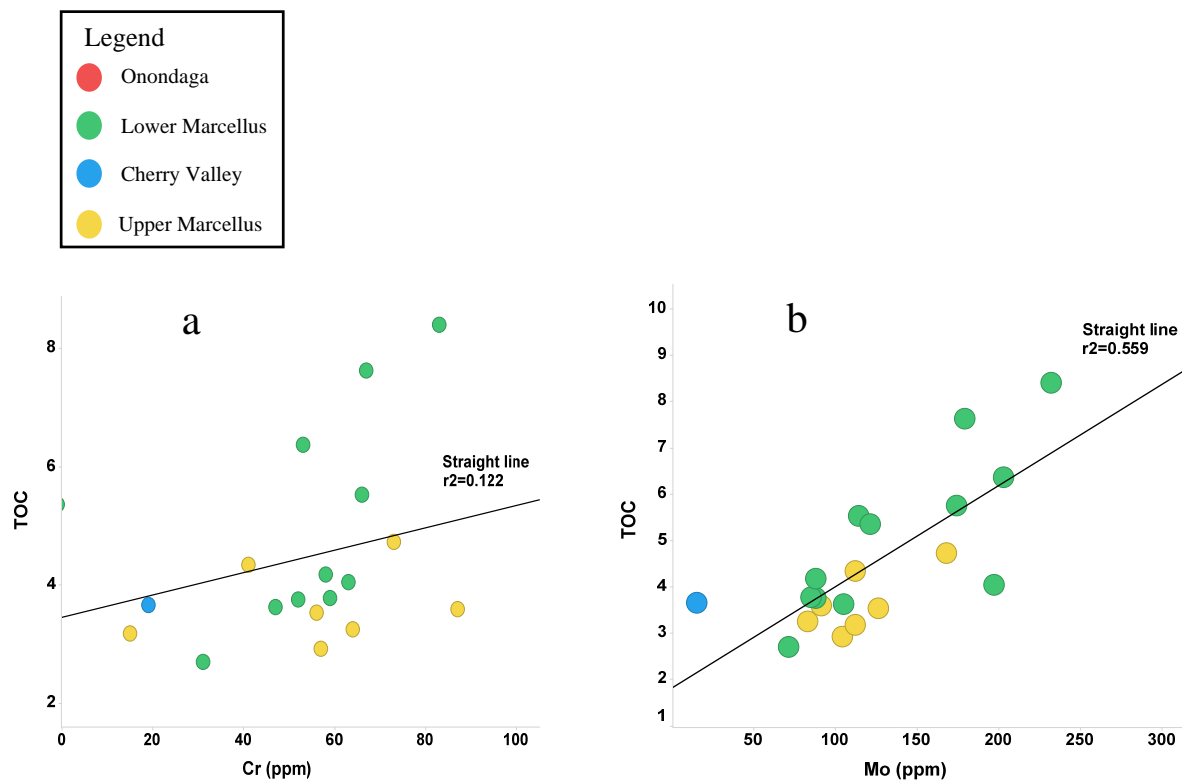 Legend
Onondaga
Lower Marcellus
Cherry Valley
Upper Marcellus
a
8
6
4
2
TOC
Straight line
r2=0.122
0 20 40 60 80 100
Cr (ppm)
b
10
9
8
7
6
5
4
3
2
1
TOC
Straight line
r2=0.559
50 100 150 200 250 300
Mo (ppm)